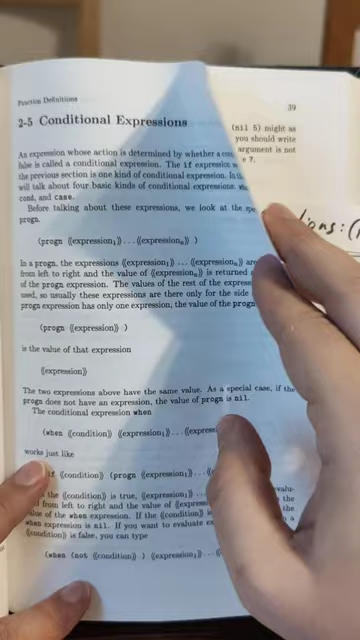 Function Definitions
39
2-5 Conditional Expressions
(nil 5) might as
you should write
argument is not
e 7.
An expression whose action is determined by whether a
false is called a conditional expression. The if expression
the previous section is one kind of conditional expression. In
will talk about four basic kinds of conditional expressions,
cond, and case.
Before talking about these expressions, we look at the
progn.
(progn ⟪expression₁⟫ ... ⟪expressionₙ⟫ )
In a progn, the expressions ⟪expression₁⟫ ... ⟪expressionₙ⟫ are
from left to right and the value of ⟪expressionₙ⟫ is returned
of the progn expression. The values of the rest of the
used, so usually these expressions are there only for the side
progn expression has only one expression, the value of the progn
(progn ⟪expression⟫ )
is the value of that expression
⟪expression⟫
The two expressions above have the same value. As a special case, if the
progn does not have an expression, the value of progn is nil.
The conditional expression when
(when ⟪condition⟫ ⟪expression₁⟫ ...
works just like
if ⟪condition⟫ (progn ⟪expression₁⟫ ...
the ⟪condition⟫ is true, ⟪expression₁⟫ ...
from left to right and the value of
value of the when expression. If the ⟪condition⟫
when expression is nil. If you want to evaluate
⟪condition⟫ is false, you can type
(when (not ⟪condition⟫ ) ⟪expression₁⟫ ...